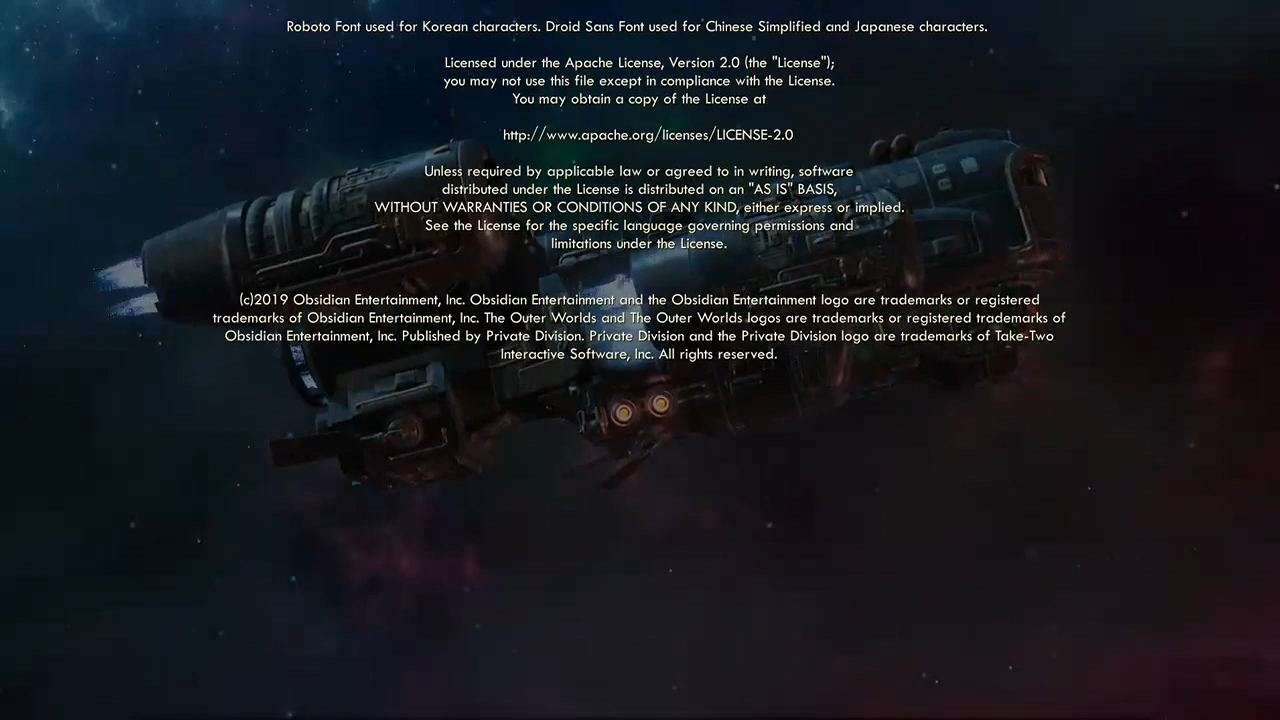 Roboto Font used for Korean characters. Droid Sans Font used for Chinese Simplified and Japanese characters.
Licensed under the Apache License, Version 2.0 (the "License");
you may not use this file except in compliance with the License.
You may obtain a copy of the License at
http://www.apache.org/licenses/LICENSE-2.0
Unless required by applicable law or agreed to in writing, software
distributed under the License is distributed on an "AS IS" BASIS,
WITHOUT WARRANTIES OR CONDITIONS OF ANY KIND, either express or implied.
See the License for the specific language governing permissions and
limitations under the License.
(c)2019 Obsidian Entertainment, Inc. Obsidian Entertainment and the Obsidian Entertainment logo are trademarks or registered
trademarks of Obsidian Entertainment, Inc. The Outer Worlds and The Outer Worlds logos are trademarks or registered trademarks of
Obsidian Entertainment, Inc. Published by Private Division. Private Division and the Private Division logo are trademarks of Take-Two
Interactive Software, Inc. All rights reserved.